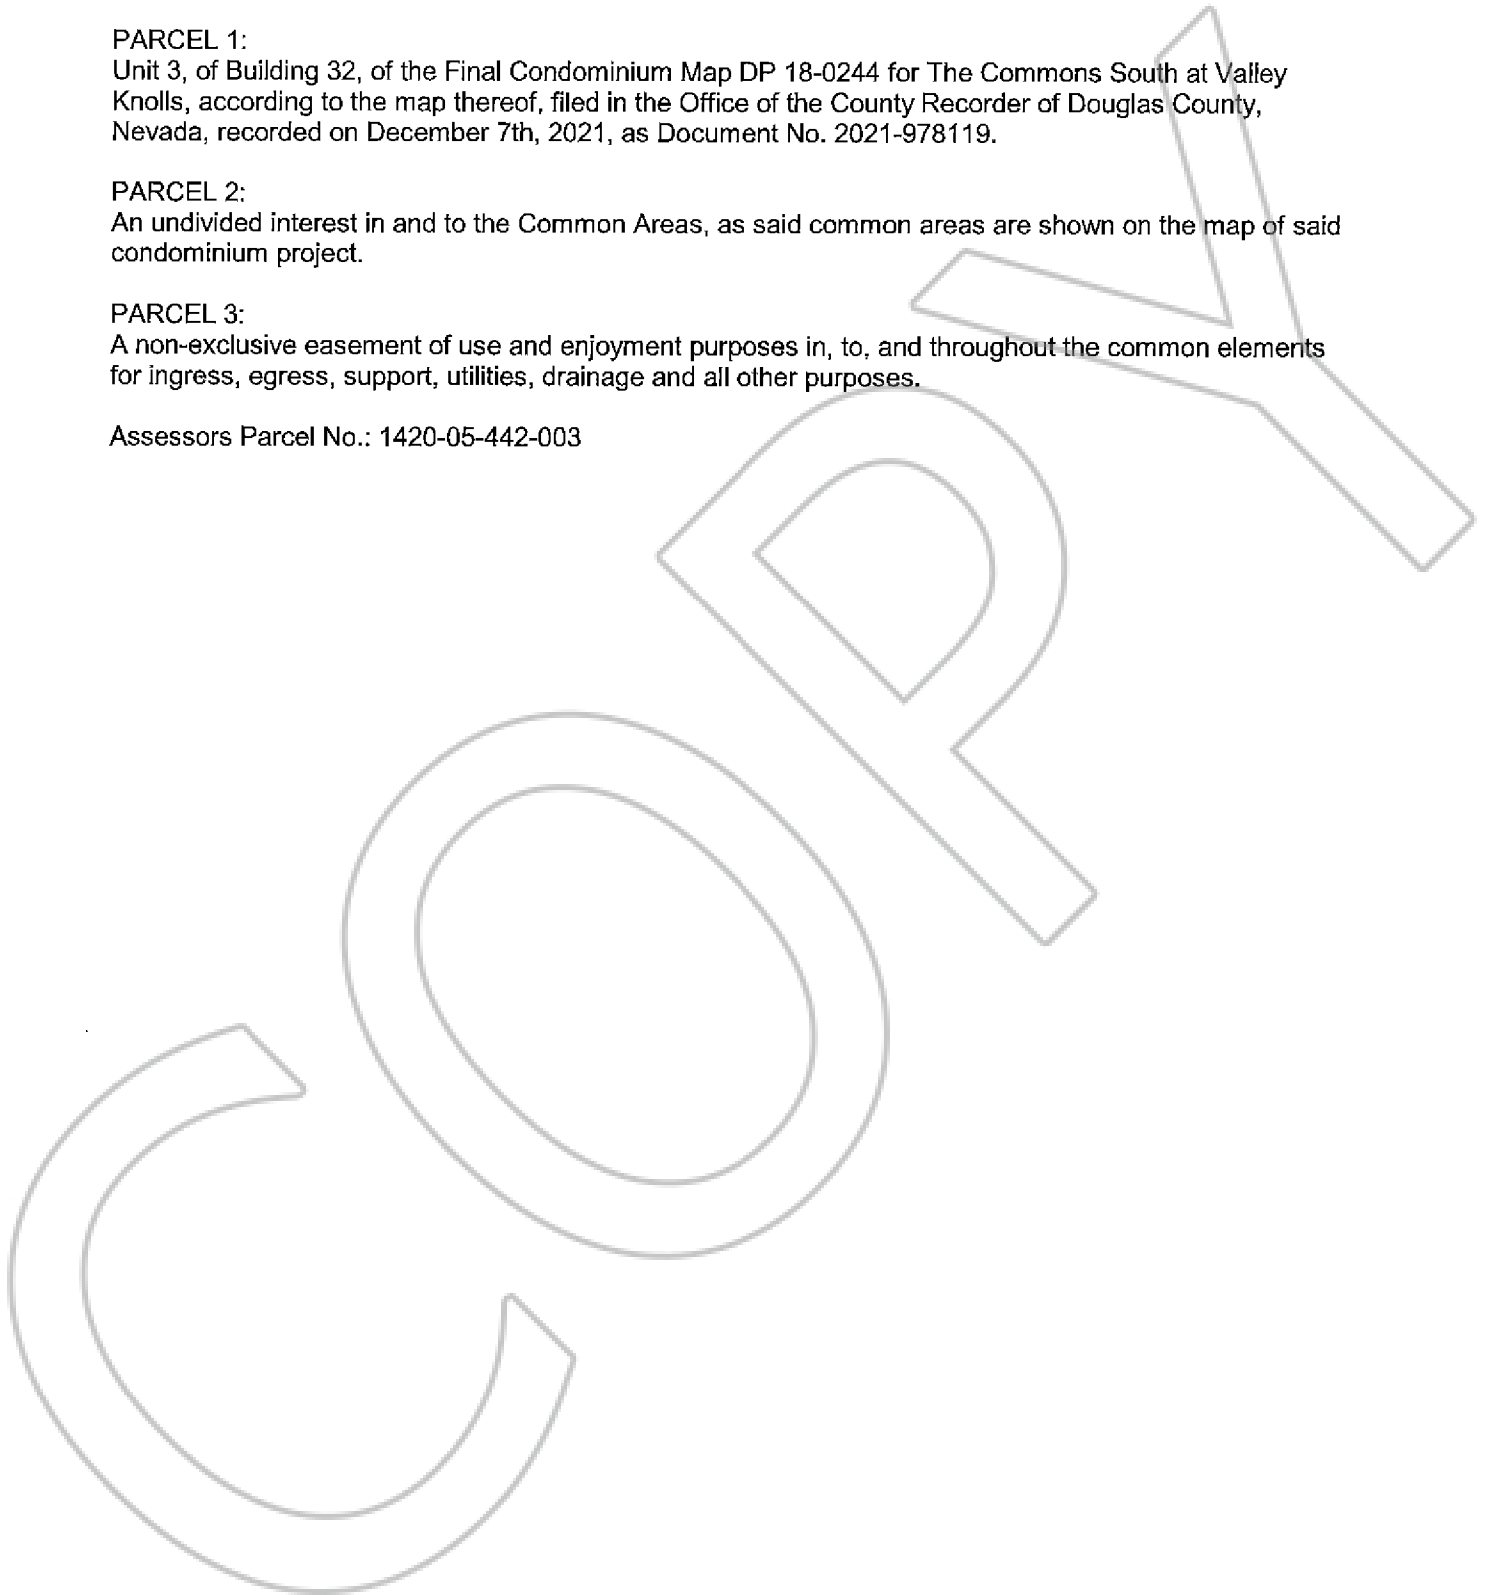 PARCEL 1:
Unit 3, of Building 32, of the Final Condominium Map DP 18-0244 for The Commons South at Valley
Knolls, according to the map thereof, filed in the Office of the County Recorder of Douglas County,
Nevada, recorded on December 7th, 2021, as Document No. 2021-978119.
PARCEL 2:
An undivided interest in and to the Common Areas, as said common areas are shown on the map of said
condominium project.
PARCEL 3:
A non-exclusive easement of use and enjoyment purposes in, to, and throughout the common elements
for ingress, egress, support, utilities, drainage and all other purposes.
Assessors Parcel No.: 1420-05-442-003
COPY